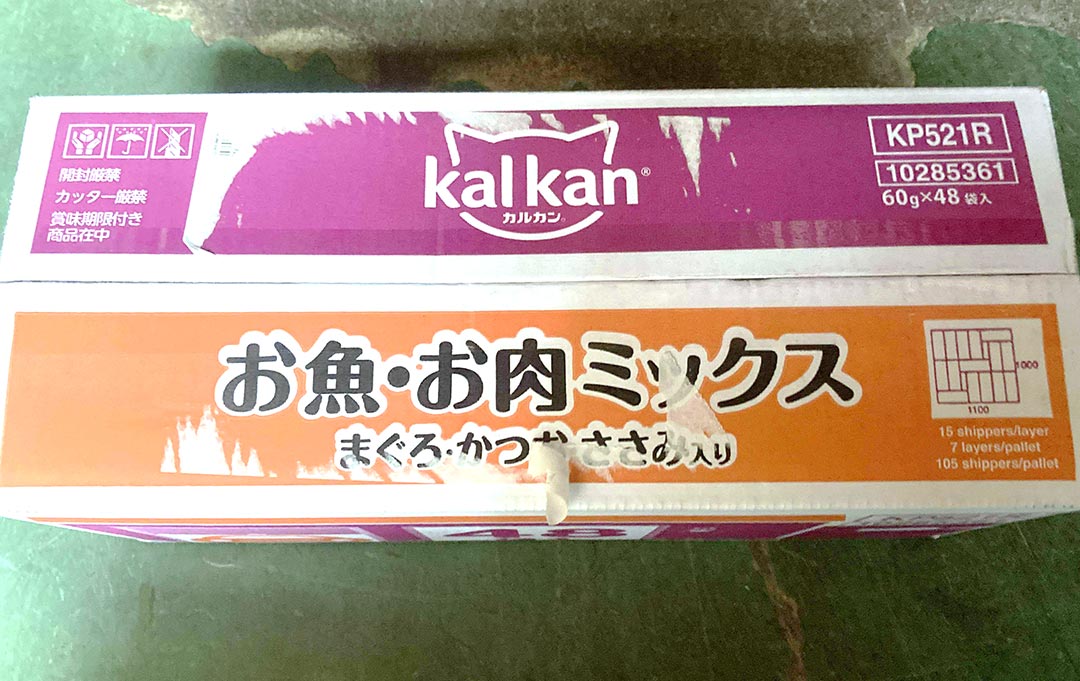 開封厳禁
カッター厳禁
賞味期限付き
商品在中
kal kan®
カルカン®
KP521R
10285361
60g×48 袋入
お魚・お肉ミックス
まぐろ・かつお・ささみ入り
1000
1100
15 shippers/layer
7 layers/pallet
105 shippers/pallet
48